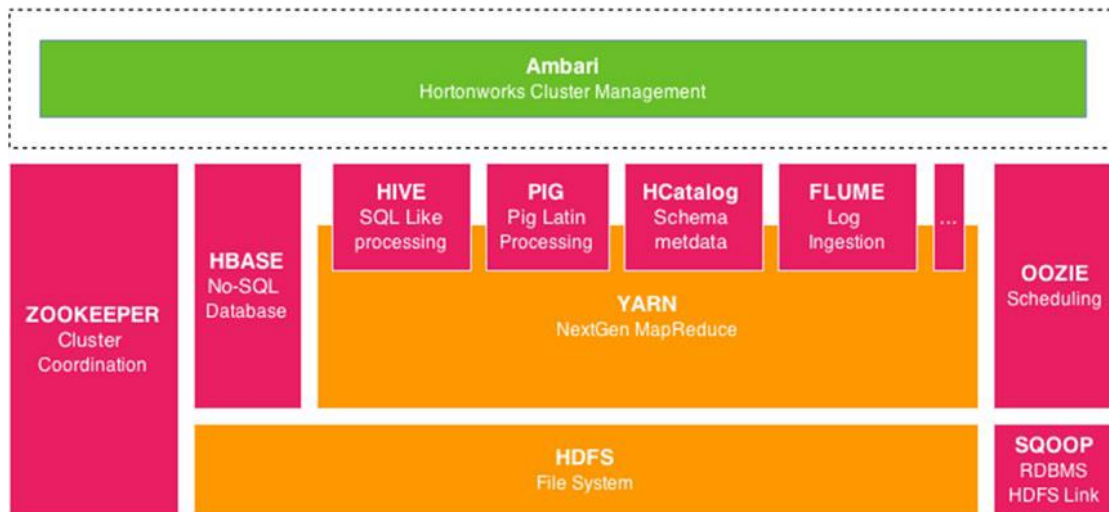 Ambari
Hortonworks Cluster Management
ZOOKEEPER
Cluster
Coordination
HBASE
No-SQL
Database
HIVE
SQL Like
processing
PIG
Pig Latin
Processing
HCatalog
Schema
metdata
FLUME
Log
Ingestion
...
YARN
NextGen MapReduce
OOZIE
Scheduling
HDFS
File System
SQOOP
RDBMS
HDFS Link